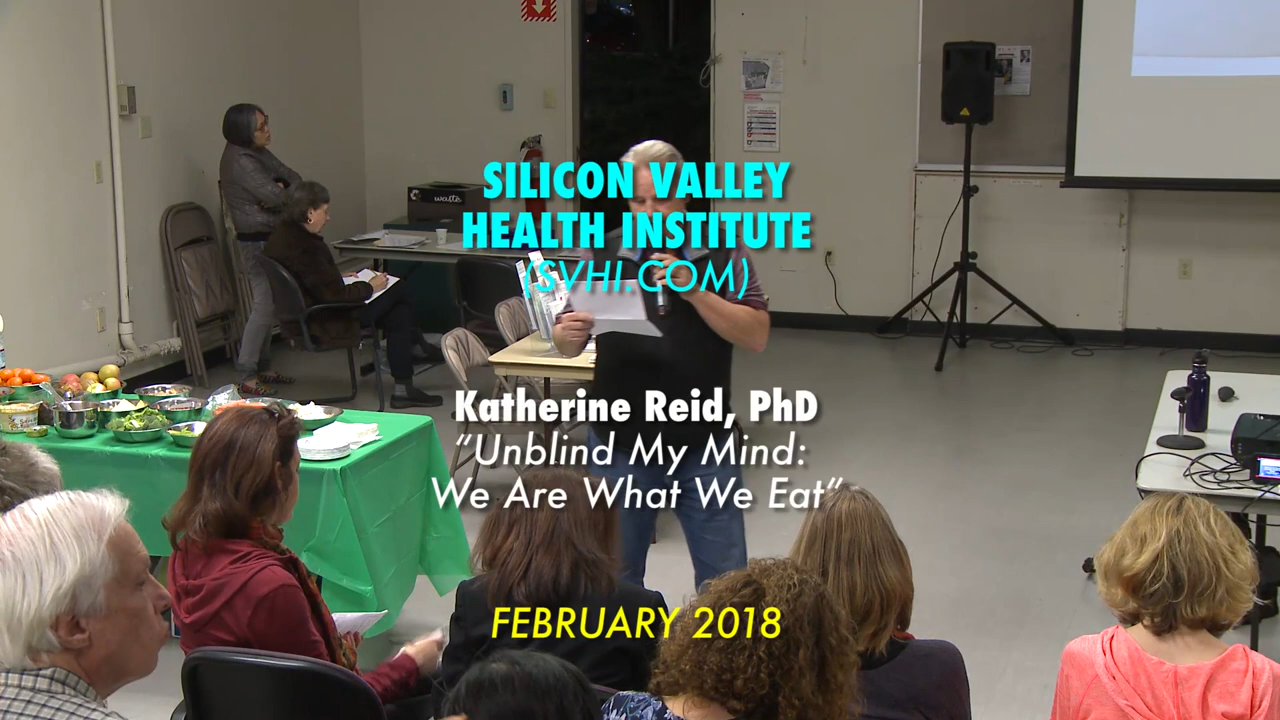 SILICON VALLEY
HEALTH INSTITUTE
(SVHI.COM)
waste
Katherine Reid, PhD
“Unblind My Mind:
We Are What We Eat“
FEBRUARY 2018